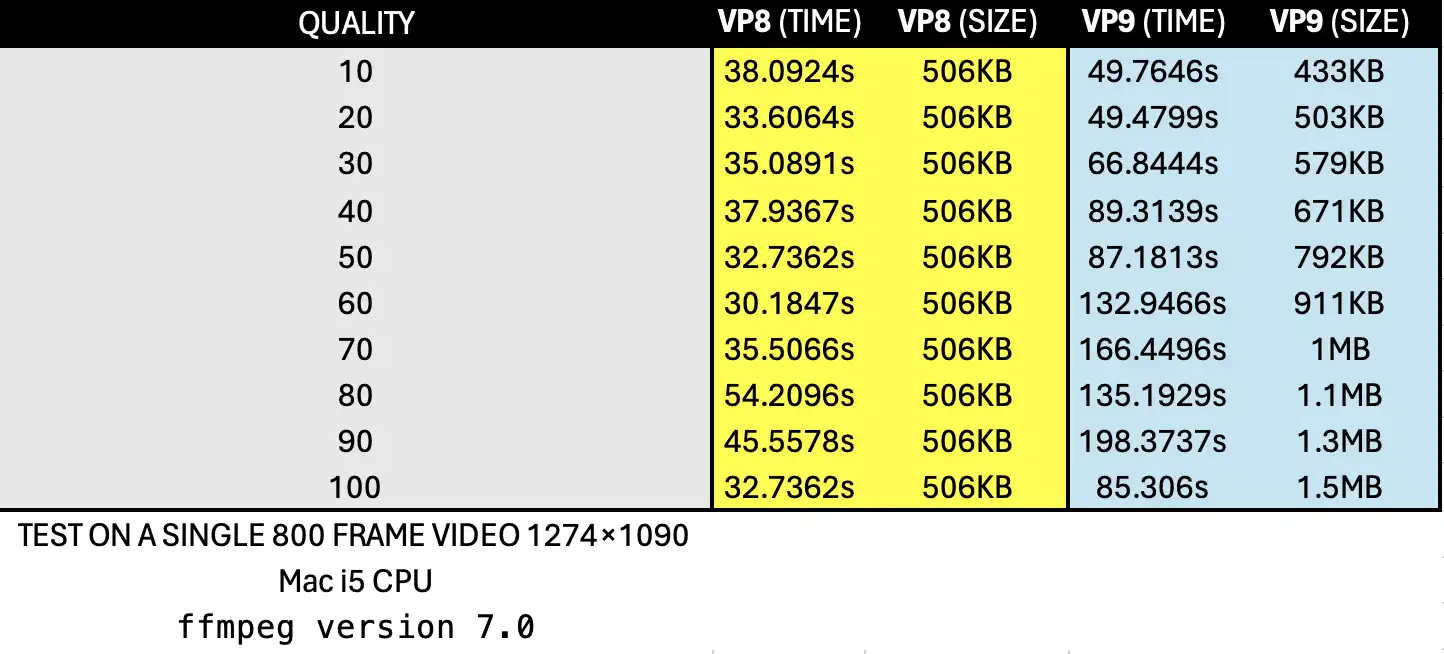 QUALITY VP8 (TIME) VP8 (SIZE) VP9 (TIME) VP9 (SIZE)
10 38.0924s 506KB 49.7646s 433KB
20 33.6064s 506KB 49.4799s 503KB
30 35.0891s 506KB 66.8444s 579KB
40 37.9367s 506KB 89.3139s 671KB
50 32.7362s 506KB 87.1813s 792KB
60 30.1847s 506KB 132.9466s 911KB
70 35.5066s 506KB 166.4496s 1MB
80 54.2096s 506KB 135.1929s 1.1MB
90 45.5578s 506KB 198.3737s 1.3MB
100 32.7362s 506KB 85.306s 1.5MB
TEST ON A SINGLE 800 FRAME VIDEO 1274×1090
Mac i5 CPU
ffmpeg version 7.0